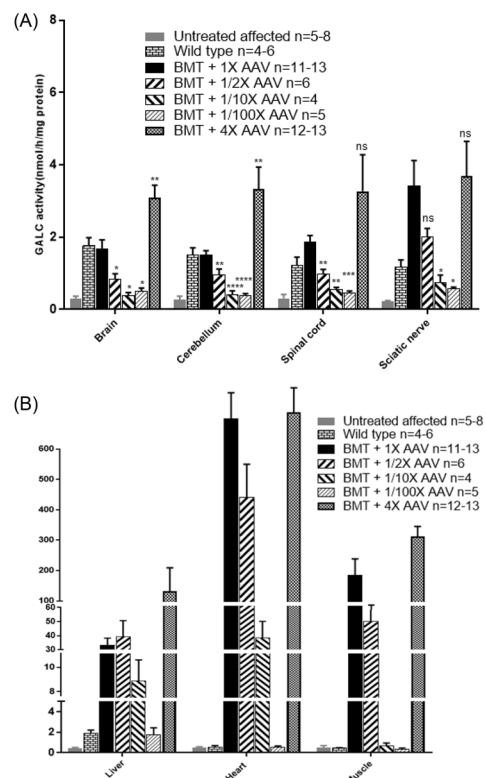 (A)
Untreated affected n=5-8
Wild type n=4-6
BMT + 1X AAV n=11-13
BMT + 1/2X AAV n=6
BMT + 1/10X AAV n=4
BMT + 1/100X AAV n=5
BMT + 4X AAV n=12-13
GALC activity(nmol/h/mg protein)
8
6
4
2
0
* * * **
** **** **** **
** ** *** ns
ns * * ns
Brain
Cerebellum
Spinal cord
Sciatic nerve
(B)
Untreated affected n=5-8
Wild type n=4-6
BMT + 1X AAV n=11-13
BMT + 1/2X AAV n=6
BMT + 1/10X AAV n=4
BMT + 1/100X AAV n=5
BMT + 4X AAV n=12-13
600
500
400
300
200
100
60
50
40
30
10
8
6
4
2
0
Liver
Heart
Muscle